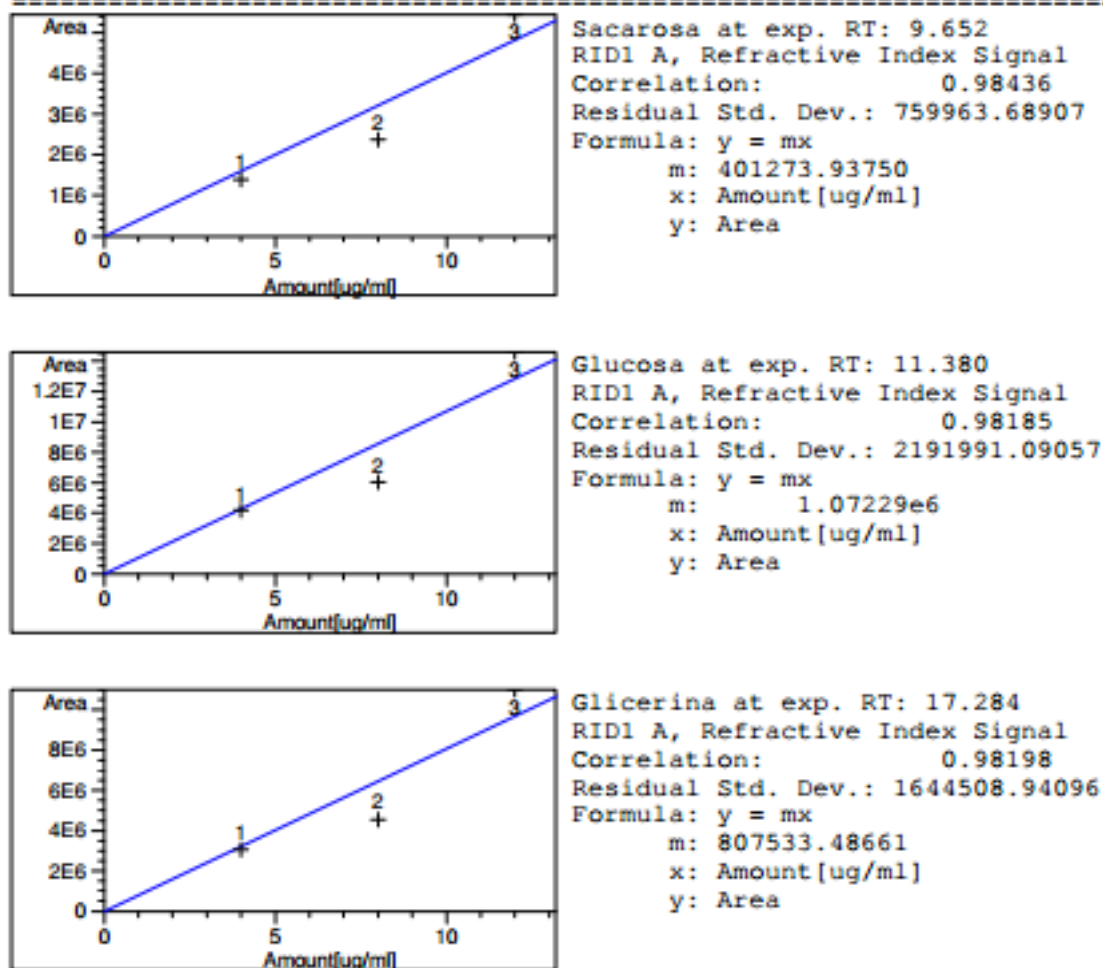 ================================================================
Area
4E6
3E6
2E6
1E6
0
1
2
3
0 5 10
Amount[ug/ml]
Sacarosa at exp. RT: 9.652
RID1 A, Refractive Index Signal
Correlation: 0.98436
Residual Std. Dev.: 759963.68907
Formula: y = mx
m: 401273.93750
x: Amount[ug/ml]
y: Area
Area
1.2E7
1E7
8E6
6E6
4E6
2E6
0
1
2
3
0 5 10
Amount[ug/ml]
Glucosa at exp. RT: 11.380
RID1 A, Refractive Index Signal
Correlation: 0.98185
Residual Std. Dev.: 2191991.09057
Formula: y = mx
m: 1.07229e6
x: Amount[ug/ml]
y: Area
Area
8E6
6E6
4E6
2E6
0
1
2
3
0 5 10
Amount[ug/ml]
Glicerina at exp. RT: 17.284
RID1 A, Refractive Index Signal
Correlation: 0.98198
Residual Std. Dev.: 1644508.94096
Formula: y = mx
m: 807533.48661
x: Amount[ug/ml]
y: Area